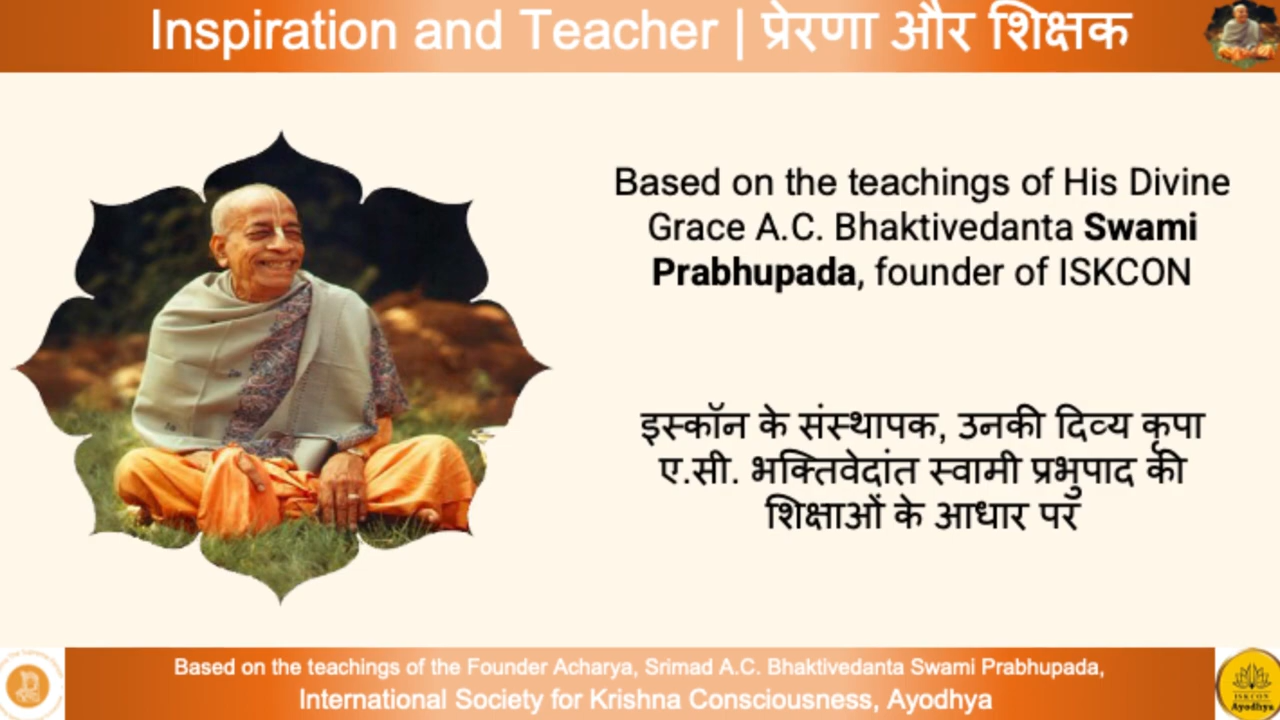 Inspiration and Teacher | प्रेरणा और शिक्षक
Based on the teachings of His Divine
Grace A.C. Bhaktivedanta Swami
Prabhupada, founder of ISKCON
इस्कॉन के संस्थापक, उनकी दिव्य कृपा
ए.सी. भक्तिवेदांत स्वामी प्रभुपाद की
शिक्षाओं के आधार पर
Based on the teachings of the Founder Acharya, Srimad A.C. Bhaktivedanta Swami Prabhupada,
International Society for Krishna Consciousness, Ayodhya
ISKCON
Ayodhya